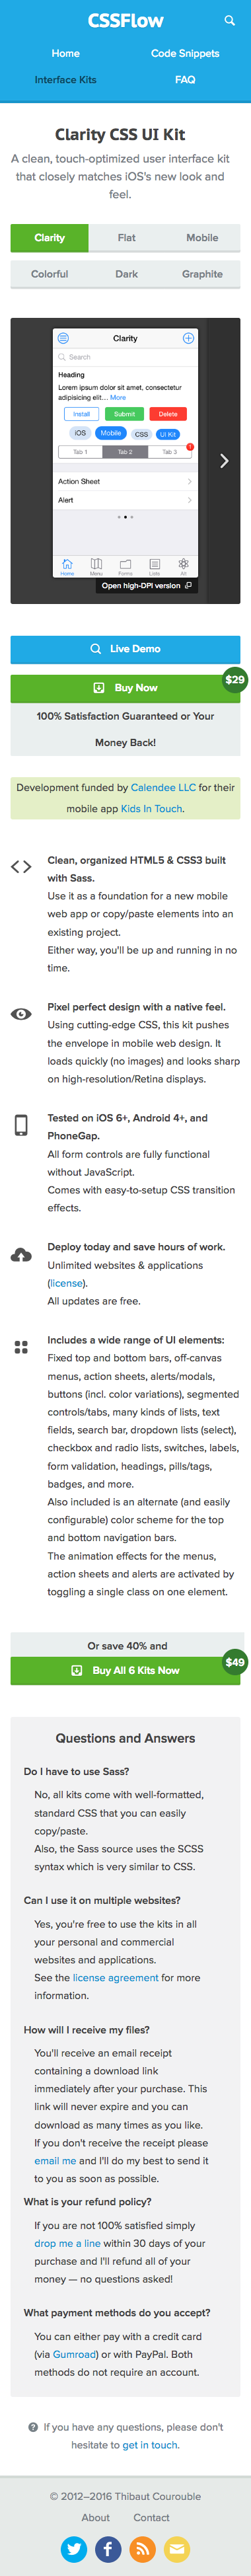 CSSFlow
Home Code Snippets
Interface Kits FAQ
Clarity CSS UI Kit
A clean, touch-optimized user interface kit
that closely matches iOS's new look and
feel.
Clarity Flat Mobile
Colorful Dark Graphite
Clarity
Search
Heading
Lorem ipsum dolor sit amet, consectetur
adipisicing elit... More
Install Submit Delete
iOS Mobile CSS UI Kit
Tab 1 Tab 2 Tab 3
Action Sheet
Alert
Home Menu Forms Lists All
Open high-DPI version
Live Demo
Buy Now $29
100% Satisfaction Guaranteed or Your
Money Back!
Development funded by Calendee LLC for their
mobile app Kids In Touch.
Clean, organized HTML5 & CSS3 built
with Sass.
Use it as a foundation for a new mobile
web app or copy/paste elements into an
existing project.
Either way, you'll be up and running in no
time.
Pixel perfect design with a native feel.
Using cutting-edge CSS, this kit pushes
the envelope in mobile web design. It
loads quickly (no images) and looks sharp
on high-resolution/Retina displays.
Tested on iOS 6+, Android 4+, and
PhoneGap.
All form controls are fully functional
without JavaScript.
Comes with easy-to-setup CSS transition
effects.
Deploy today and save hours of work.
Unlimited websites & applications
(license).
All updates are free.
Includes a wide range of UI elements:
Fixed top and bottom bars, off-canvas
menus, action sheets, alerts/modals,
buttons (incl. color variations), segmented
controls/tabs, many kinds of lists, text
fields, search bar, dropdown lists (select),
checkbox and radio lists, switches, labels,
form validation, headings, pills/tags,
badges, and more.
Also included is an alternate (and easily
configurable) color scheme for the top
and bottom navigation bars.
The animation effects for the menus,
action sheets and alerts are activated by
toggling a single class on one element.
Or save 40% and
Buy All 6 Kits Now $49
Questions and Answers
Do I have to use Sass?
No, all kits come with well-formatted,
standard CSS that you can easily
copy/paste.
Also, the Sass source uses the SCSS
syntax which is very similar to CSS.
Can I use it on multiple websites?
Yes, you're free to use the kits in all
your personal and commercial
websites and applications.
See the license agreement for more
information.
How will I receive my files?
You'll receive an email receipt
containing a download link
immediately after your purchase. This
link will never expire and you can
download as many times as you like.
If you don't receive the receipt please
email me and I'll do my best to send it
to you as soon as possible.
What is your refund policy?
If you are not 100% satisfied simply
drop me a line within 30 days of your
purchase and I'll refund all of your
money — no questions asked!
What payment methods do you accept?
You can either pay with a credit card
(via Gumroad) or with PayPal. Both
methods do not require an account.
If you have any questions, please don't
hesitate to get in touch.
© 2012–2016 Thibaut Courouble
About Contact